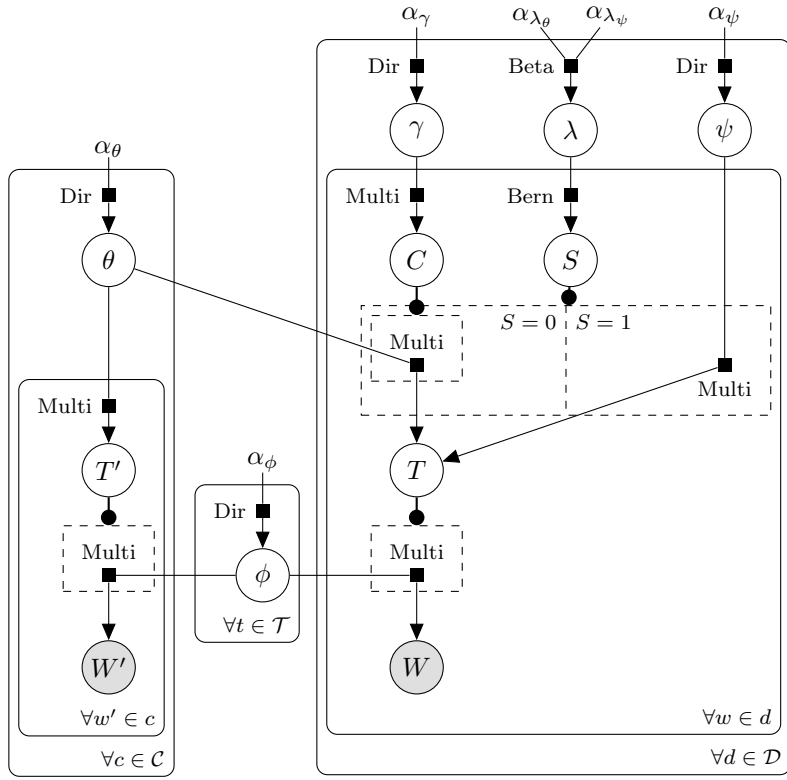 α_γ α_{λ_θ} α_{λ_ψ} α_ψ
Dir Beta Dir
γ λ ψ
α_θ
Dir Multi Bern
θ C S
S = 0 S = 1
Multi
Multi
Multi
T′ T
α_ϕ
Dir
Multi Multi
ϕ
∀t ∈ 𝒯
W′ W
∀w′ ∈ c ∀w ∈ d
∀c ∈ 𝒞 ∀d ∈ 𝒟